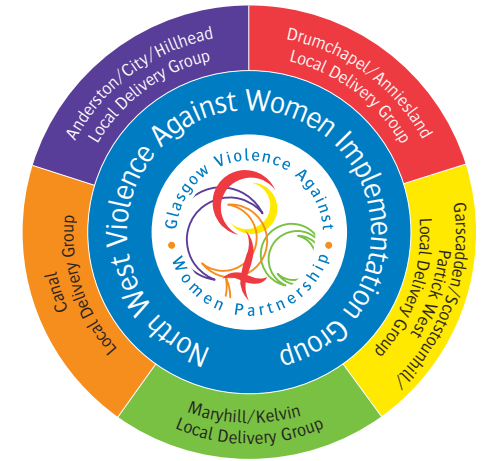 Anderston/City/Hillhead
Local Delivery Group
Drumchapel/Anniesland
Local Delivery Group
Garscadden/Scotstounhill/
Partrick West
Local Delivery Group
Maryhill/Kelvin
Local Delivery Group
Canal
Local Delivery Group
North West Violence Against Women Implementation Group
Glasgow Violence Against
Women Partnership